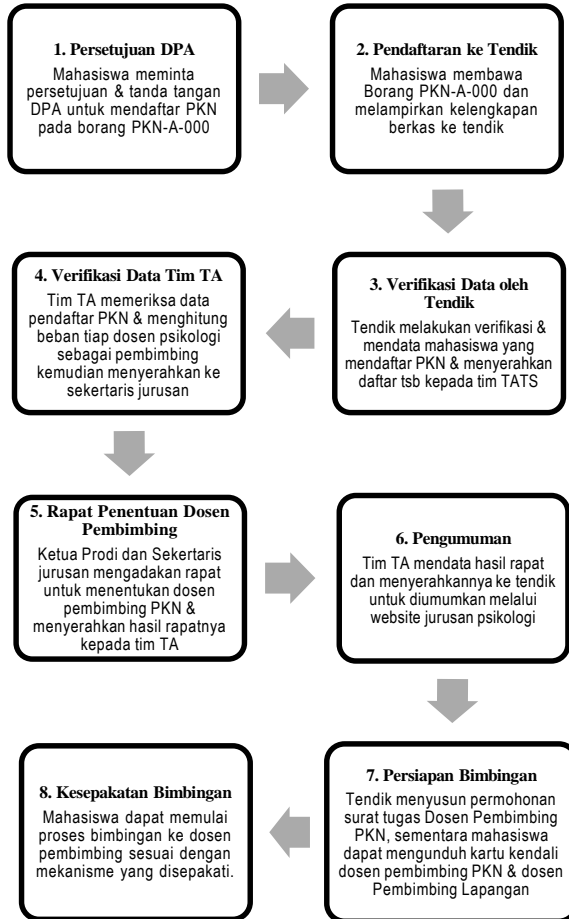 1. Persetujuan DPA
Mahasiswa meminta
persetujuan & tanda tangan
DPA untuk mendaftar PKN
pada borang PKN-A-000
2. Pendaftaran ke Tendik
Mahasiswa membawa
Borang PKN-A-000 dan
melampirkan kelengkapan
berkas ke tendik
3. Verifikasi Data oleh
Tendik
Tendik melakukan verifikasi &
mendata mahasiswa yang
mendaftar PKN & menyerahkan
daftar tsb kepada tim TATS
4. Verifikasi Data Tim TA
Tim TA memeriksa data
pendaftar PKN & menghitung
beban tiap dosen psikologi
sebagai pembimbing
kemudian menyerahkan ke
sekertaris jurusan
5. Rapat Penentuan Dosen
Pembimbing
Ketua Prodi dan Sekertaris
jurusan mengadakan rapat
untuk menentukan dosen
pembimbing PKN &
menyerahkan hasil rapatnya
kepada tim TA
6. Pengumuman
Tim TA mendata hasil rapat
dan menyerahkannya ke tendik
untuk diumumkan melalui
website jurusan psikologi
7. Persiapan Bimbingan
Tendik menyusun permohonan
surat tugas Dosen Pembimbing
PKN, sementara mahasiswa
dapat mengunduh kartu kendali
dosen pembimbing PKN & dosen
Pembimbing Lapangan
8. Kesepakatan Bimbingan
Mahasiswa dapat memulai
proses bimbingan ke dosen
pembimbing sesuai dengan
mekanisme yang disepakati.